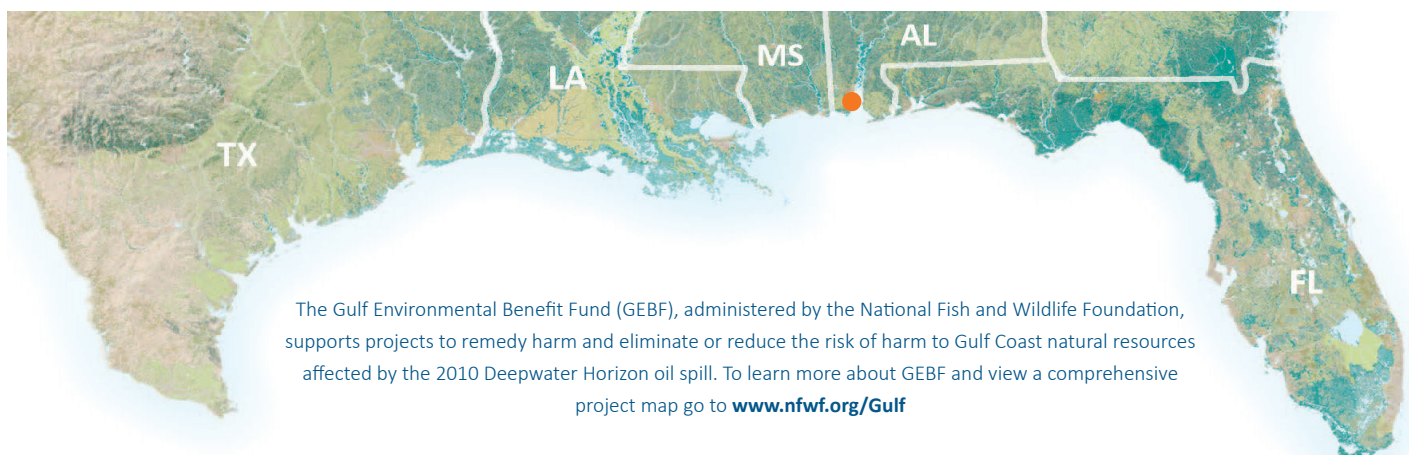 AL
MS
LA
TX
FL
The Gulf Environmental Benefit Fund (GEBF), administered by the National Fish and Wildlife Foundation,
supports projects to remedy harm and eliminate or reduce the risk of harm to Gulf Coast natural resources
affected by the 2010 Deepwater Horizon oil spill. To learn more about GEBF and view a comprehensive
project map go to www.nfwf.org/Gulf